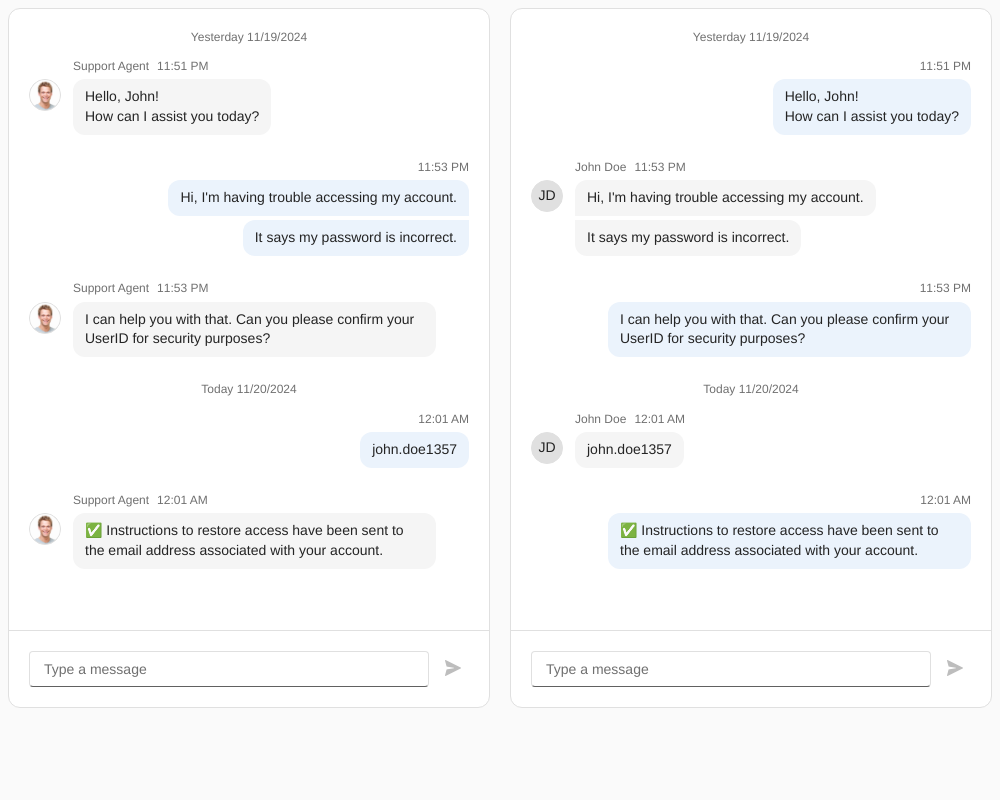 Yesterday 11/19/2024
Support Agent 11:51 PM
Hello, John!
How can I assist you today?
11:53 PM
Hi, I'm having trouble accessing my account.
It says my password is incorrect.
Support Agent 11:53 PM
I can help you with that. Can you please confirm your
UserID for security purposes?
Today 11/20/2024
12:01 AM
john.doe1357
Support Agent 12:01 AM
✅ Instructions to restore access have been sent to
the email address associated with your account.
Type a message
Yesterday 11/19/2024
11:51 PM
Hello, John!
How can I assist you today?
John Doe 11:53 PM
JD
Hi, I'm having trouble accessing my account.
It says my password is incorrect.
11:53 PM
I can help you with that. Can you please confirm your
UserID for security purposes?
Today 11/20/2024
John Doe 12:01 AM
JD
john.doe1357
12:01 AM
✅ Instructions to restore access have been sent to
the email address associated with your account.
Type a message